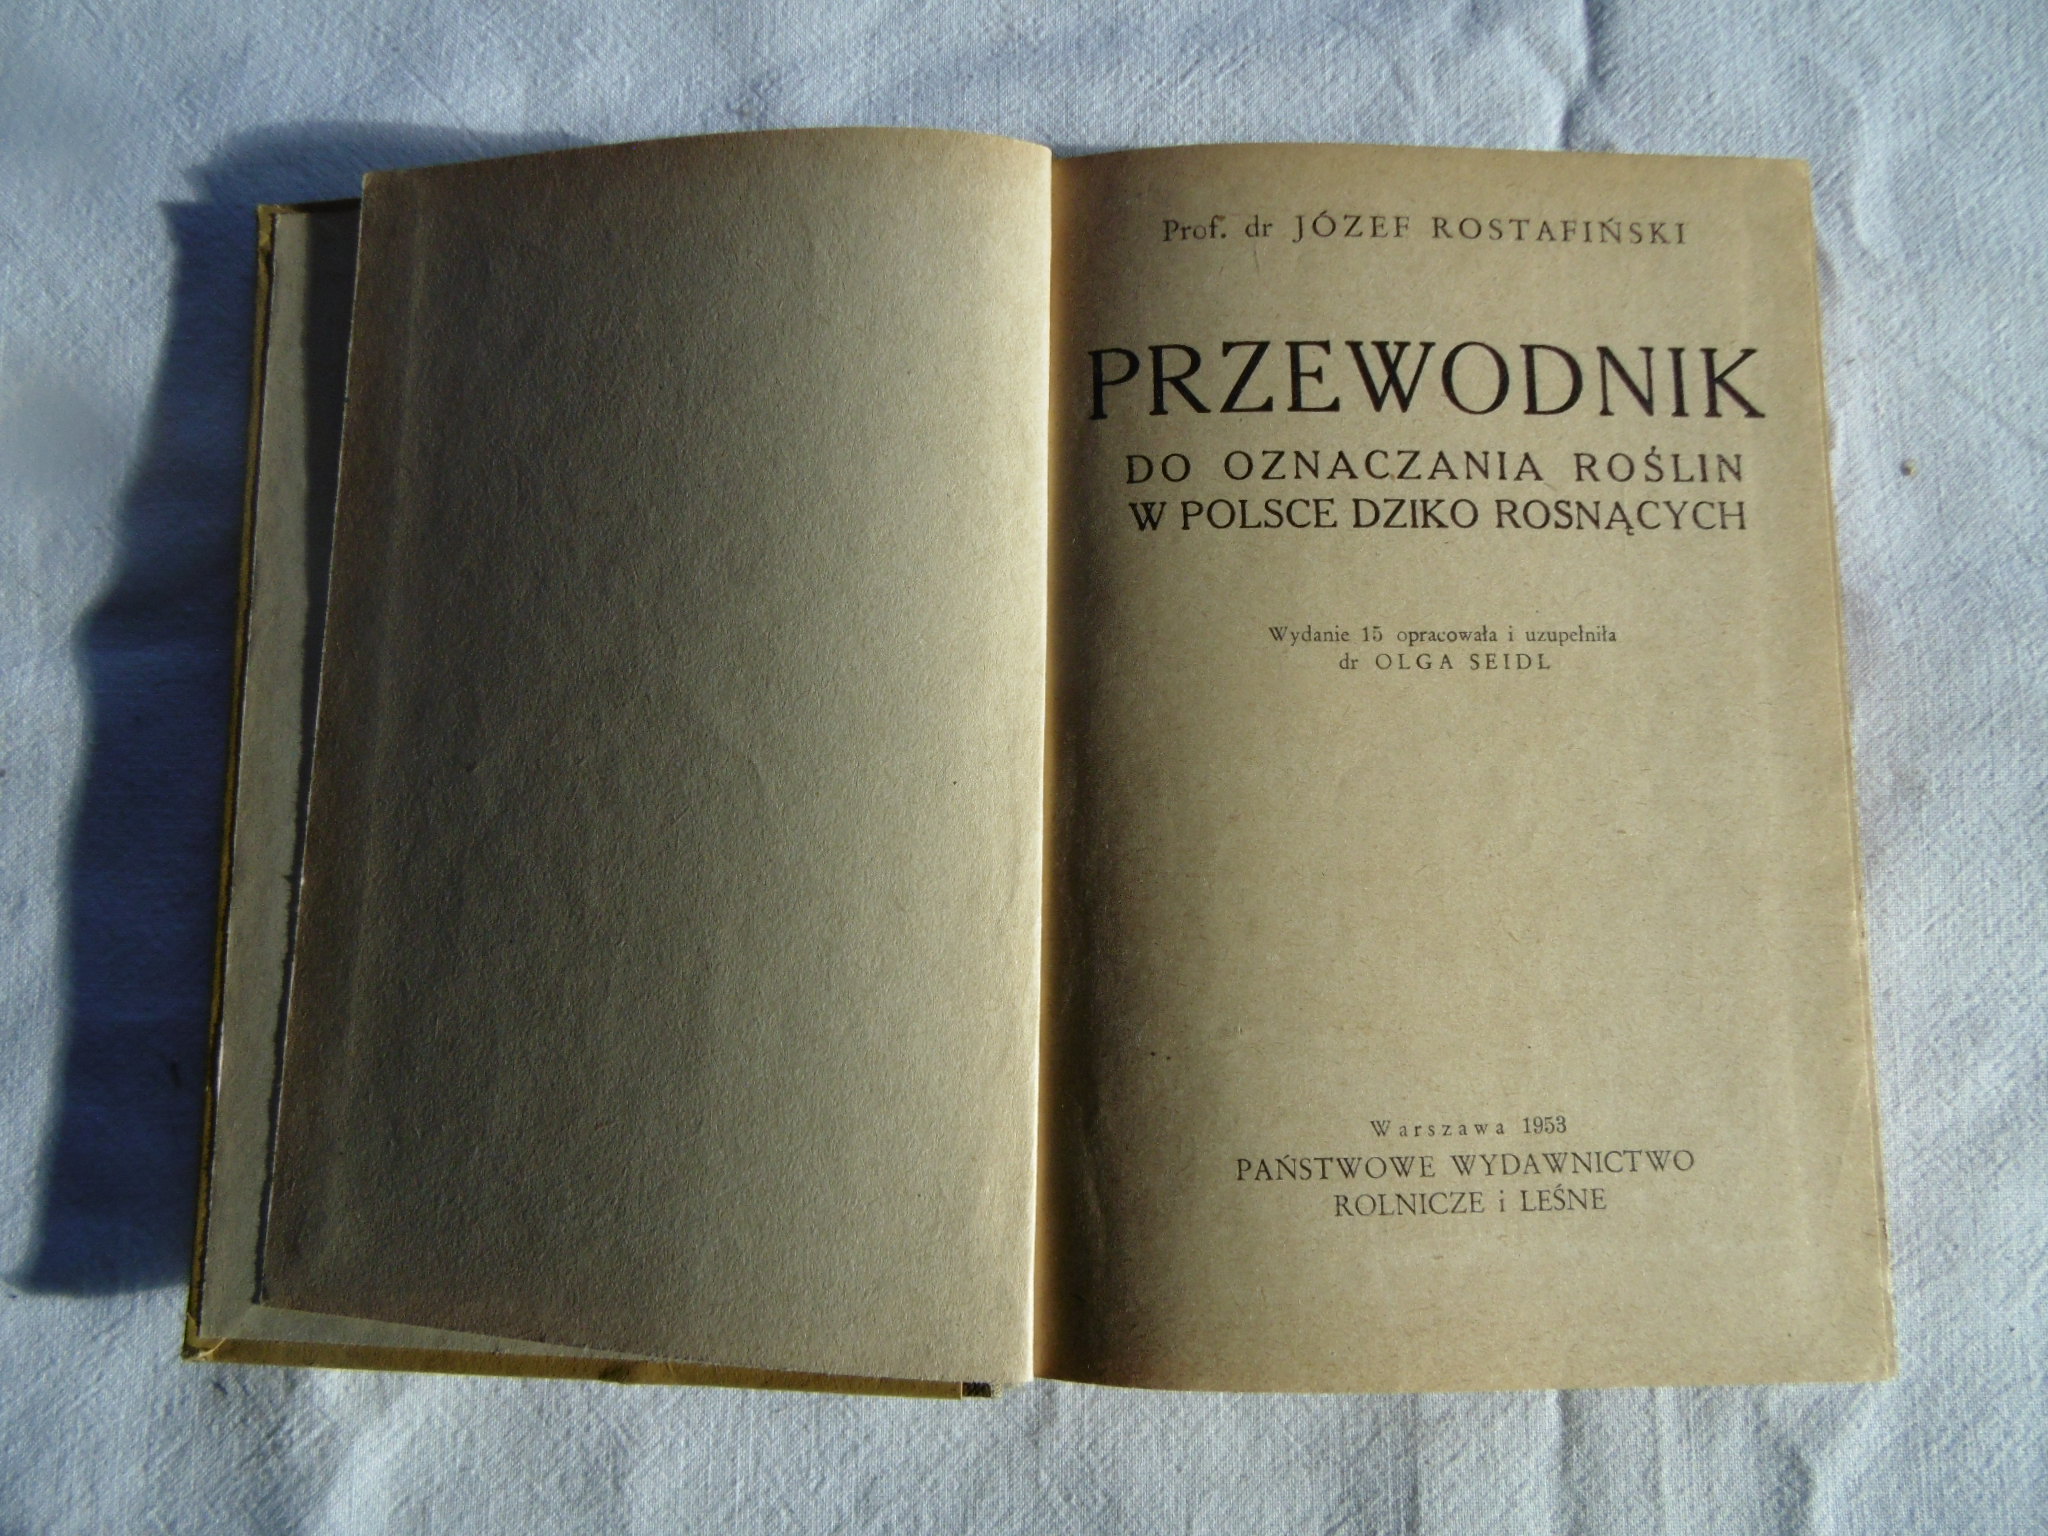 Prof. dr JÓZEF ROSTAFIŃSKI
PRZEWODNIK
DO OZNACZANIA ROŚLIN
W POLSCE DZIKO ROSNĄCYCH
Wydanie 15 opracowała i uzupełniła
dr OLGA SEIDL
Warszawa 1953
PAŃSTWOWE WYDAWNICTWO
ROLNICZE i LEŚNE